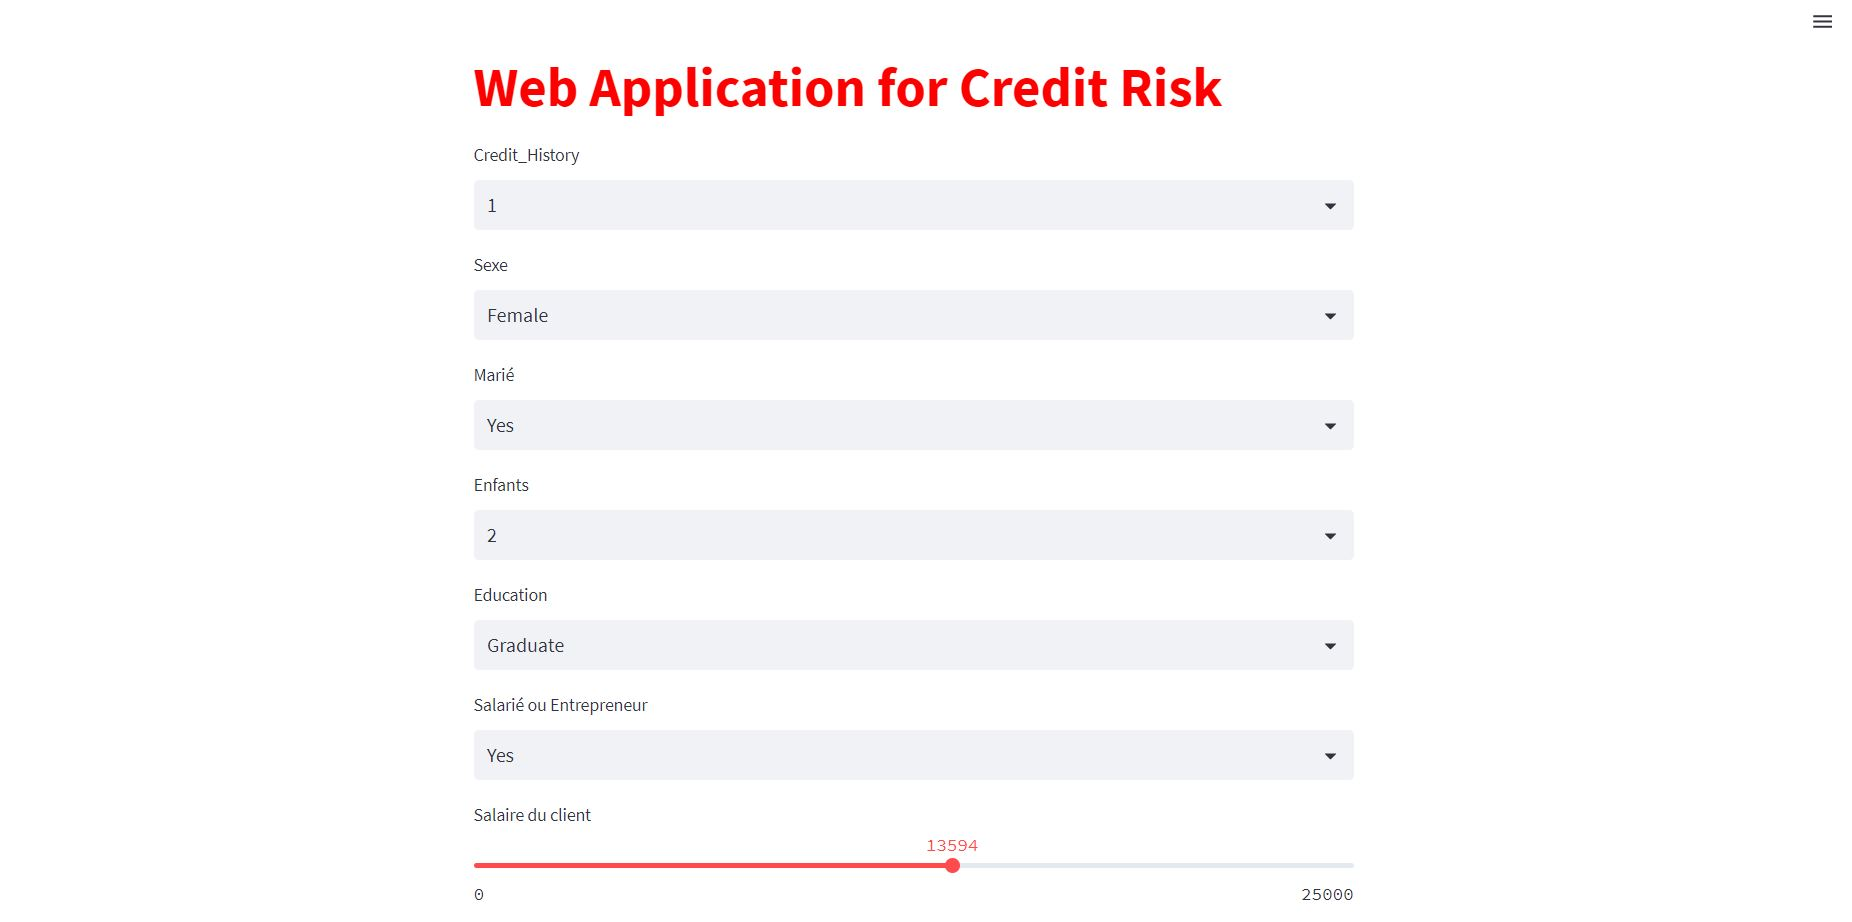 Web Application for Credit Risk
Credit_History
1
Sexe
Female
Marié
Yes
Enfants
2
Education
Graduate
Salarié ou Entrepreneur
Yes
Salaire du client
13594
0 25000